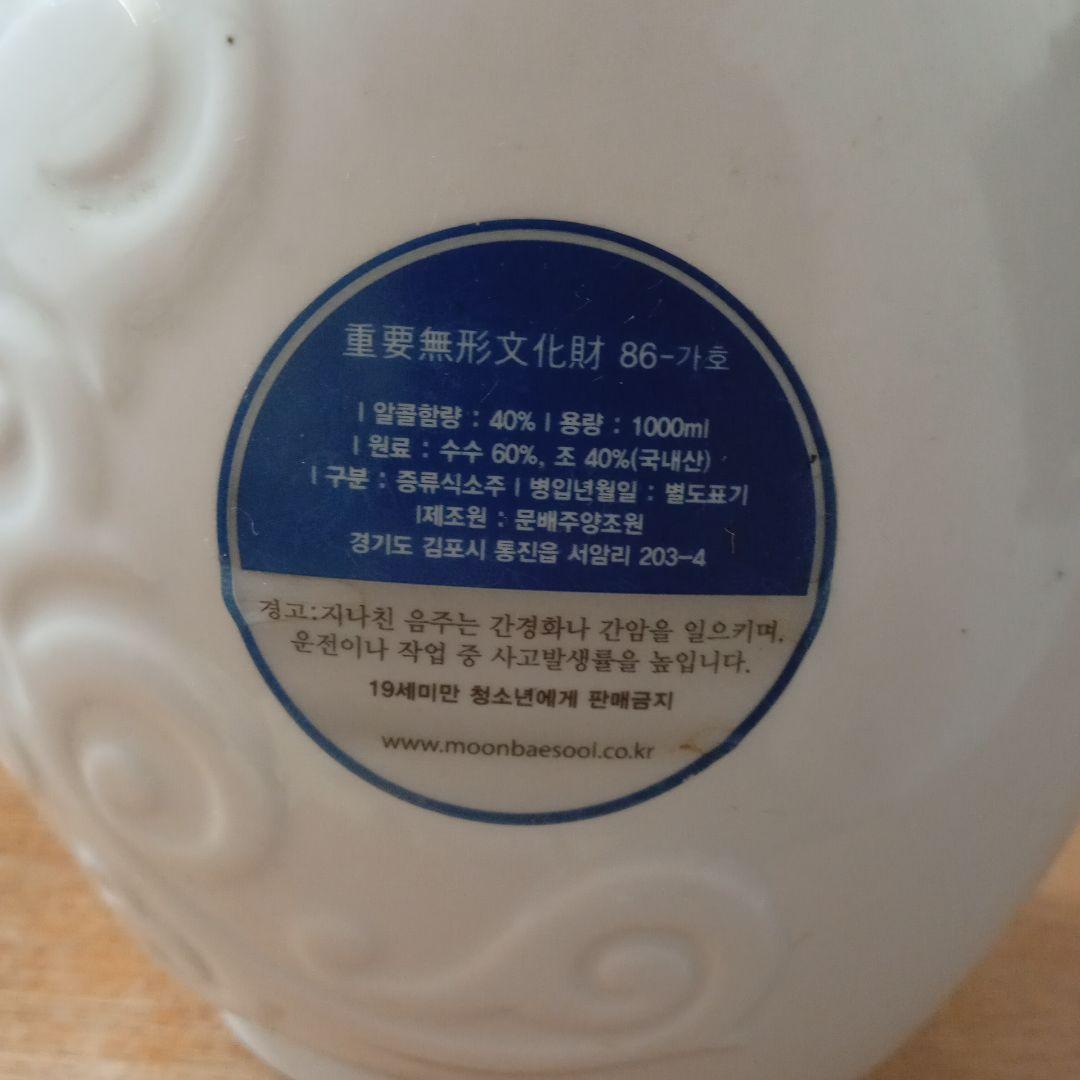 重要無形文化財 86-가호
| 알콜함량 : 40% | 용량 : 1000ml
| 원료 : 수수 60%, 조 40%(국내산)
| 구분 : 증류식소주 | 병입년월일 : 별도표기
|제조원 : 문배주양조원
경기도 김포시 통진읍 서암리 203-4
경고:지나친 음주는 간경화나 간암을 일으키며,
운전이나 작업 중 사고발생률을 높입니다.
19세미만 청소년에게 판매금지
www.moonbaesool.co.kr